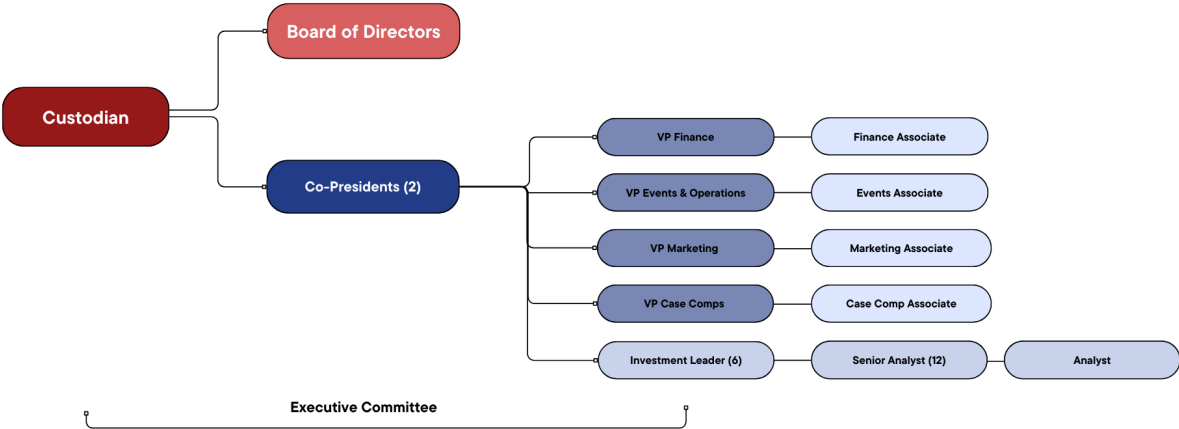 Board of Directors
Custodian
Co-Presidents (2)
VP Finance
Finance Associate
VP Events & Operations
Events Associate
VP Marketing
Marketing Associate
VP Case Comps
Case Comp Associate
Investment Leader (6)
Senior Analyst (12)
Analyst
Executive Committee